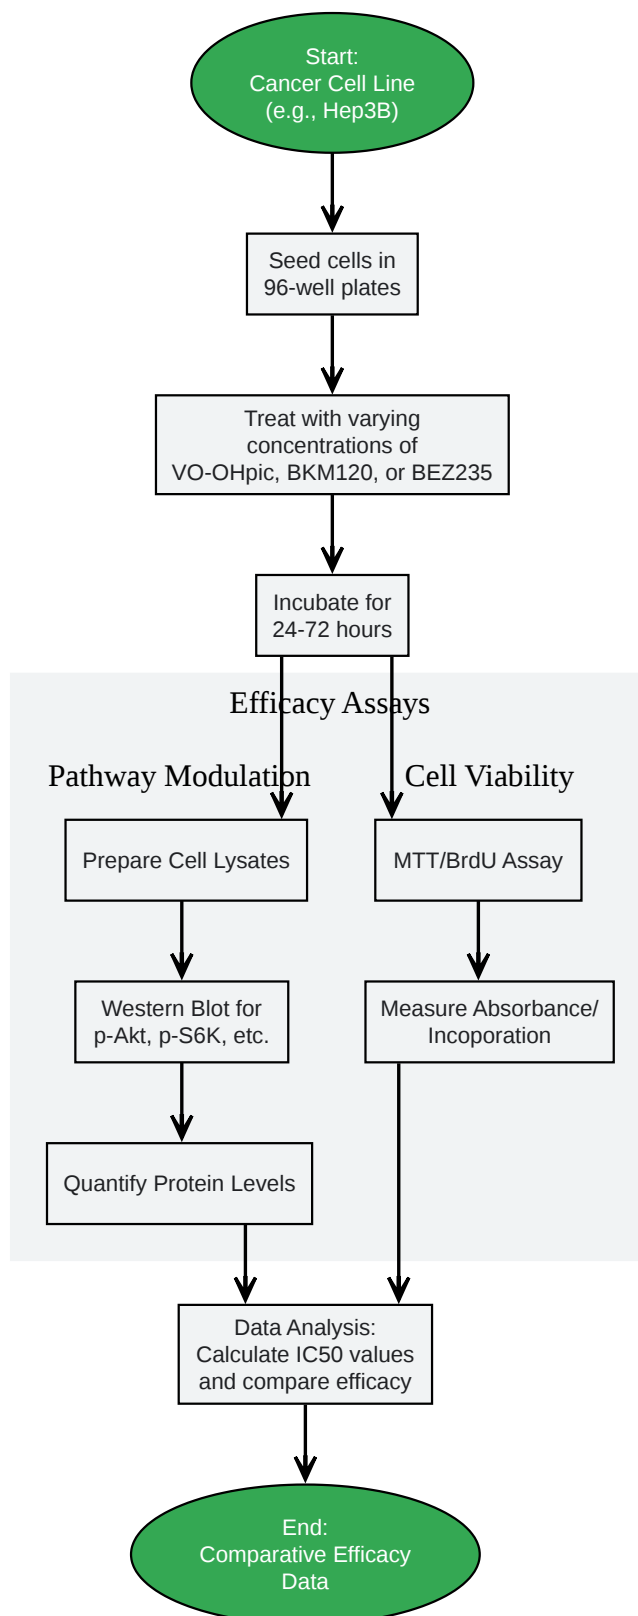 Start:
Cancer Cell Line
(e.g., Hep3B)
Seed cells in
96-well plates
Treat with varying
concentrations of
VO-OHpic, BKM120, or BEZ235
Incubate for
24-72 hours
Efficacy Assays
Pathway Modulation
Prepare Cell Lysates
Western Blot for
p-Akt, p-S6K, etc.
Quantify Protein Levels
Cell Viability
MTT/BrdU Assay
Measure Absorbance/
Incoporation
Data Analysis:
Calculate IC50 values
and compare efficacy
End:
Comparative Efficacy
Data